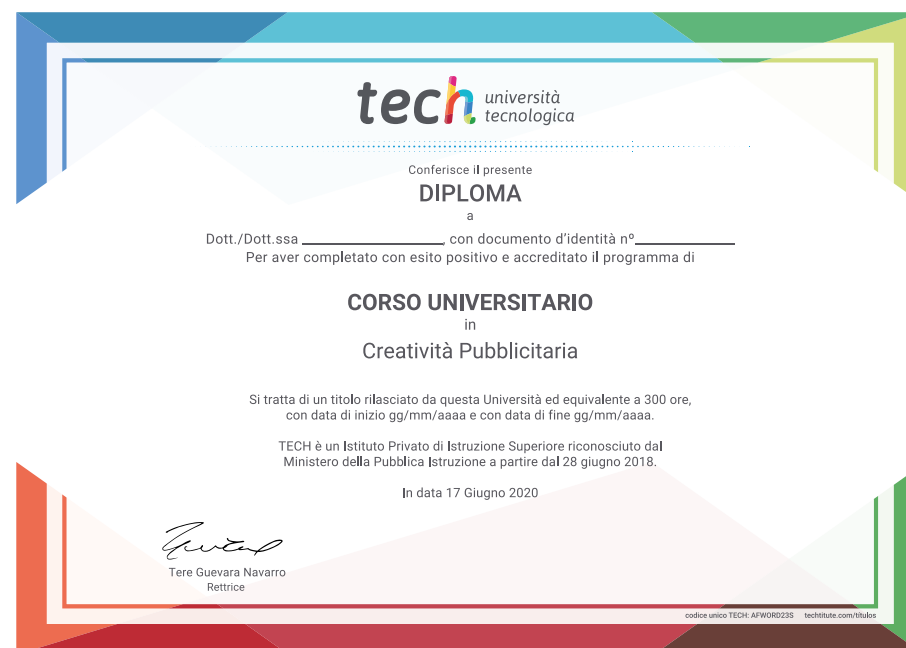 tech università
tecnologica
Conferisce il presente
DIPLOMA
a
Dott./Dott.ssa ____________________, con documento d'identità nº______________
Per aver completato con esito positivo e accreditato il programma di
CORSO UNIVERSITARIO
in
Creatività Pubblicitaria
Si tratta di un titolo rilasciato da questa Università ed equivalente a 300 ore,
con data di inizio gg/mm/aaaa e con data di fine gg/mm/aaaa.
TECH è un Istituto Privato di Istruzione Superiore riconosciuto dal
Ministero della Pubblica Istruzione a partire dal 28 giugno 2018.
In data 17 Giugno 2020
Tere Guevara Navarro
Rettrice
codice unico TECH: AFWORD23S techtitute.com/títulos